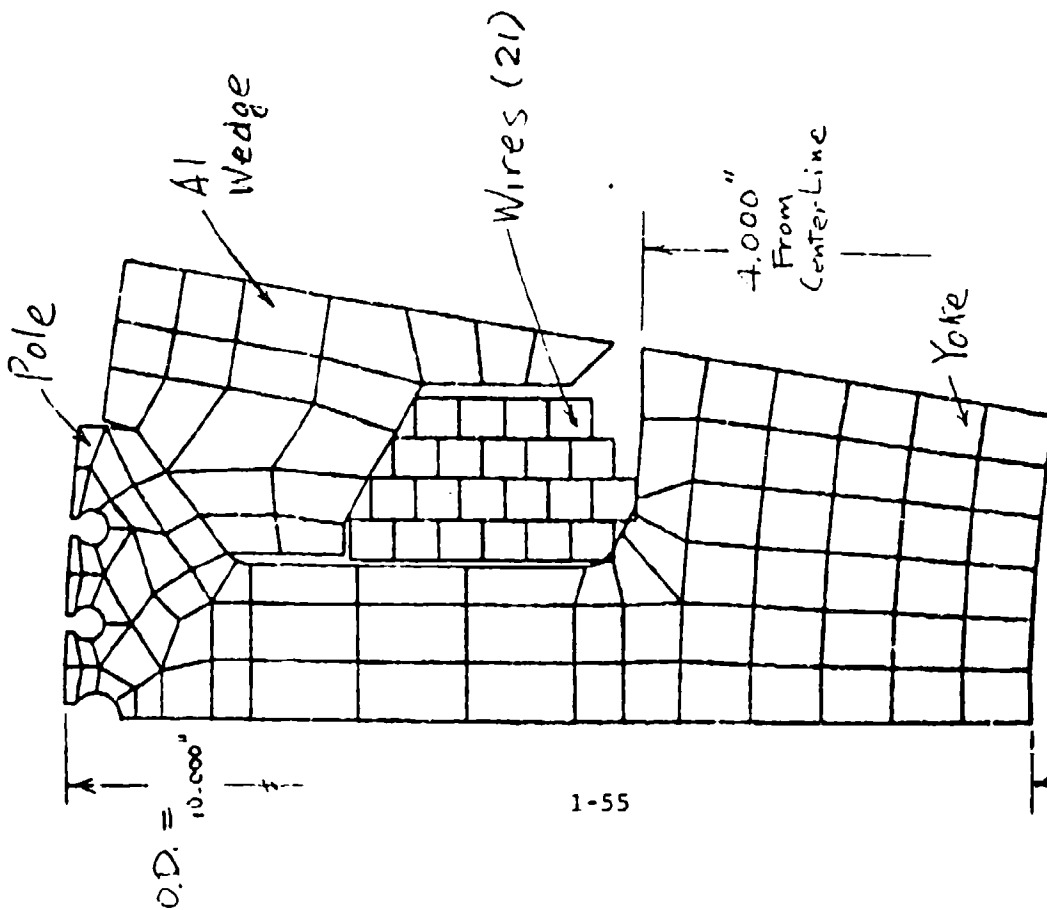 Pole
Al
Wedge
Wires (21)
4.000"
From
Center Line
Yoke
O.D. =
10.000"
1-55